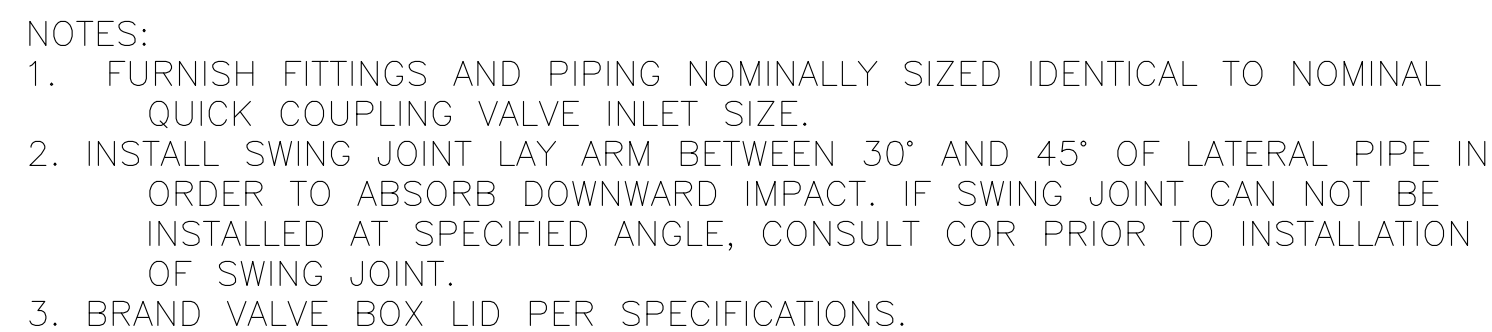 NOTES:
1. FURNISH FITTINGS AND PIPING NOMINALLY SIZED IDENTICAL TO NOMINAL
QUICK COUPLING VALVE INLET SIZE.
2. INSTALL SWING JOINT LAY ARM BETWEEN 30° AND 45° OF LATERAL PIPE IN
ORDER TO ABSORB DOWNWARD IMPACT. IF SWING JOINT CAN NOT BE
INSTALLED AT SPECIFIED ANGLE, CONSULT COR PRIOR TO INSTALLATION
OF SWING JOINT.
3. BRAND VALVE BOX LID PER SPECIFICATIONS.